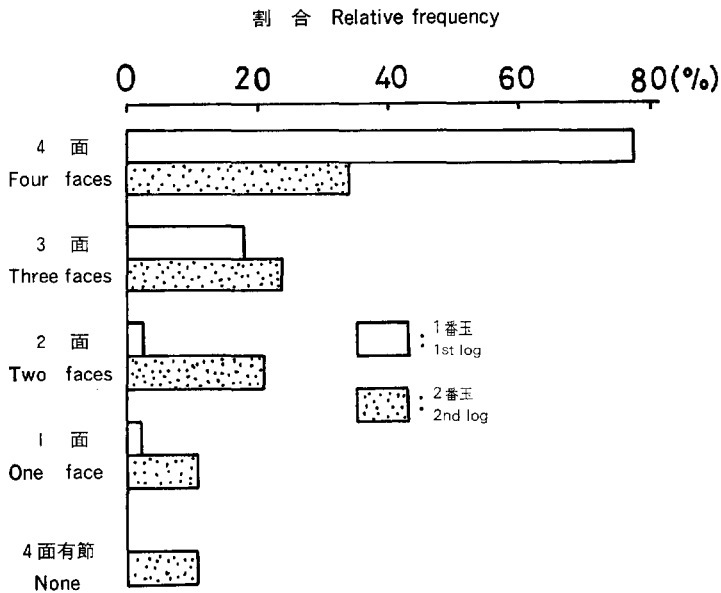 割 合 Relative frequency
0 20 40 60 80(%)
4 面
Four faces
3 面
Three faces
2 面
Two faces
1 面
One face
4面有節
None
: 1番玉
1st log
: 2番玉
2nd log